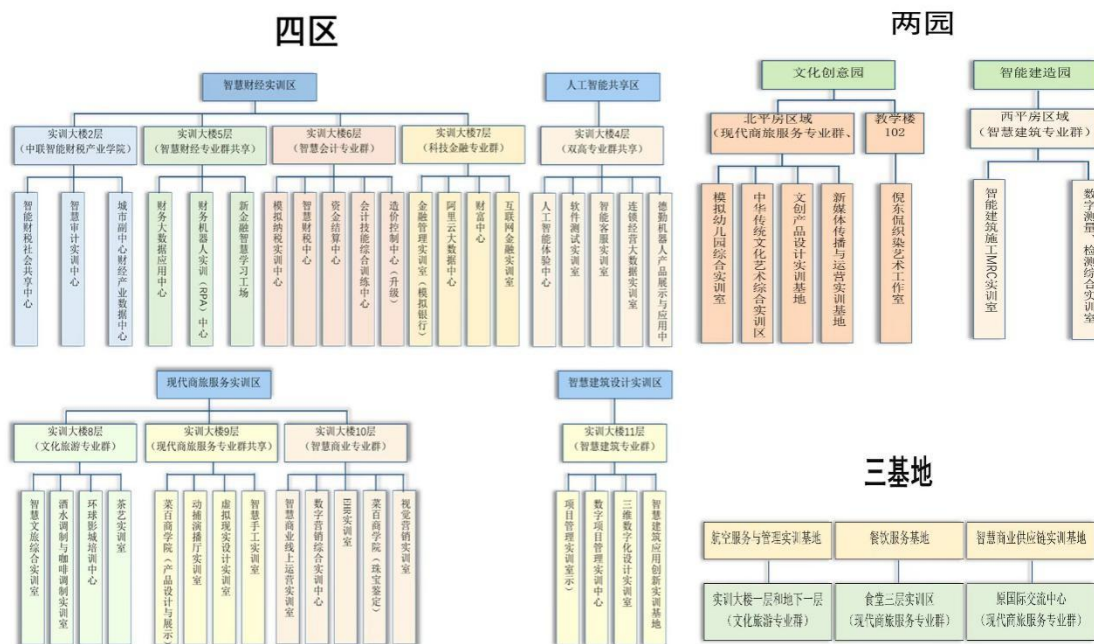 四区
智慧财经实训区
实训大楼2层
(中联智能财税产业学院)
智能财税社会共享中心
智慧审计实训中心
城市副中心财经产业数据中心
实训大楼5层
(智慧财经专业群共享)
财务大数据应用中心
财务机器人实训(RPA)中心
新金融智慧学习工场
实训大楼6层
(智慧会计专业群)
模拟纳税实训中心
智慧财税中心
资金结算中心
会计技能综合训练中心
造价控制中心(升级)
实训大楼7层
(科技金融专业群)
金融管理实训室(模拟银行)
阿里云大数据中心
财富中心
互联网金融实训室
人工智能共享区
实训大楼4层
(双高专业群共享)
人工智能体验中心
软件测试实训室
智能客服实训室
连锁经营大数据实训室
德勤机器人产品展示与应用中
现代商旅服务实训区
实训大楼8层
(文化旅游专业群)
智慧文旅综合实训室
酒水调制与咖啡调制实训室
环球影城培训中心
茶艺实训室
实训大楼9层
(现代商旅服务专业群共享)
菜百商学院(产品设计与展示)
动捕演播厅实训室
虚拟现实设计实训室
智慧手工实训室
实训大楼10层
(智慧商业专业群)
智慧商业线上运营实训室
数字营销综合实训中心
实训室
菜百商学院(珠宝鉴定)
视觉营销实训室
智慧建筑设计实训区
实训大楼11层
(智慧建筑专业群)
项目管理实训室示)
数字项目管理实训中心
三维数字化设计实训室
智慧建筑应用创新实训基地
两园
文化创意园
北平房区域
(现代商旅服务专业群、
模拟幼儿园综合实训室
中华传统文化艺术综合实训区
文创产品设计实训基地
新媒体传播与运营实训基地
教学楼
102
倪东侃织染艺术工作室
智能建造园
西平房区域
(智慧建筑专业群)
智能建筑施工MRC实训室
数字测量、检测综合实训室
三基地
航空服务与管理实训基地
餐饮服务基地
智慧商业供应链实训基地
实训大楼一层和地下一层
(文化旅游专业群)
食堂三层实训区
(现代商旅服务专业群)
原国际交流中心
(现代商旅服务专业群)